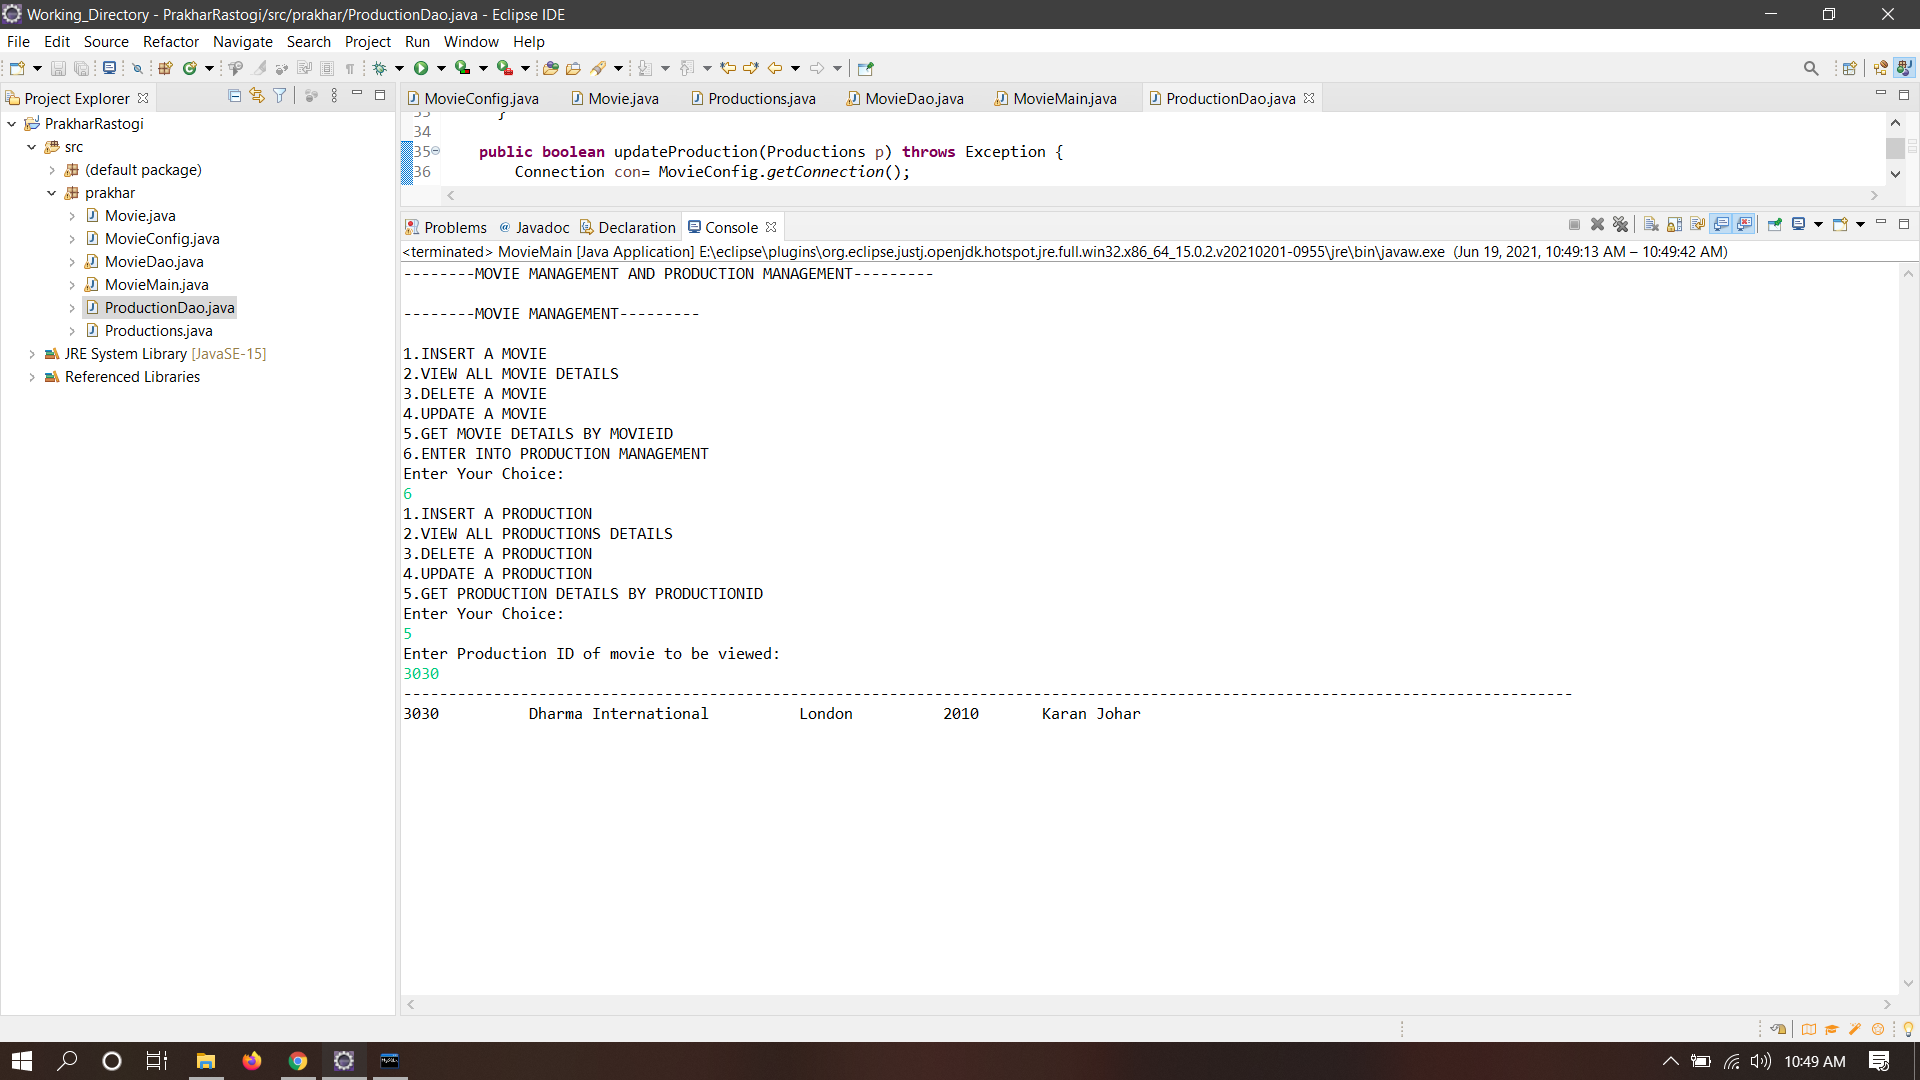 Working_Directory - PrakharRastogi/src/prakhar/ProductionDao.java - Eclipse IDE
File Edit Source Refactor Navigate Search Project Run Window Help
Project Explorer
PrakharRastogi
src
(default package)
prakhar
Movie.java
MovieConfig.java
MovieDao.java
MovieMain.java
ProductionDao.java
Productions.java
JRE System Library [JavaSE-15]
Referenced Libraries
MovieConfig.java Movie.java Productions.java MovieDao.java MovieMain.java ProductionDao.java
33 }
34
35 public boolean updateProduction(Productions p) throws Exception {
36 Connection con= MovieConfig.getConnection();
Problems @ Javadoc Declaration Console
<terminated> MovieMain [Java Application] E:\eclipse\plugins\org.eclipse.justj.openjdk.hotspot.jre.full.win32.x86_64_15.0.2.v20210201-0955\jre\bin\javaw.exe (Jun 19, 2021, 10:49:13 AM – 10:49:42 AM)
--------MOVIE MANAGEMENT AND PRODUCTION MANAGEMENT---------
--------MOVIE MANAGEMENT---------
1.INSERT A MOVIE
2.VIEW ALL MOVIE DETAILS
3.DELETE A MOVIE
4.UPDATE A MOVIE
5.GET MOVIE DETAILS BY MOVIEID
6.ENTER INTO PRODUCTION MANAGEMENT
Enter Your Choice:
6
1.INSERT A PRODUCTION
2.VIEW ALL PRODUCTIONS DETAILS
3.DELETE A PRODUCTION
4.UPDATE A PRODUCTION
5.GET PRODUCTION DETAILS BY PRODUCTIONID
Enter Your Choice:
5
Enter Production ID of movie to be viewed:
3030
----------------------------------------------------------------------------------------------------------------------------------
3030 Dharma International London 2010 Karan Johar
10:49 AM